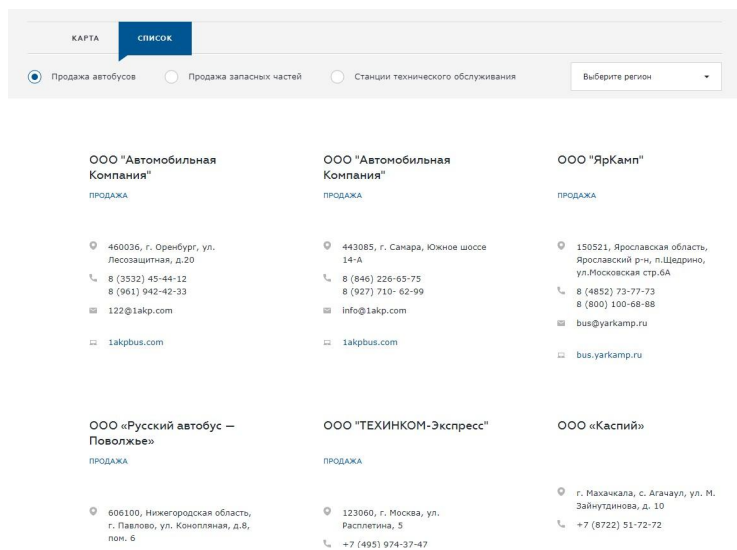 КАРТА
СПИСОК
Продажа автобусов
Продажа запасных частей
Станции технического обслуживания
Выберите регион
ООО "Автомобильная
Компания"
ПРОДАЖА
460036, г. Оренбург, ул.
Лесозащитная, д.20
8 (3532) 45-44-12
8 (961) 942-42-33
122@1akp.com
1akpbus.com
ООО "Автомобильная
Компания"
ПРОДАЖА
443085, г. Самара, Южное шоссе
14-А
8 (846) 226-65-75
8 (927) 710- 62-99
info@1akp.com
1akpbus.com
ООО "ЯрКамп"
ПРОДАЖА
150521, Ярославская область,
Ярославский р-н, п.Щедрино,
ул.Московская стр.6А
8 (4852) 73-77-73
8 (800) 100-68-88
bus@yarkamp.ru
bus.yarkamp.ru
ООО «Русский автобус —
Поволжье»
ПРОДАЖА
606100, Нижегородская область,
г. Павлово, ул. Конопляная, д.8,
пом. 6
ООО "ТЕХИНКОМ-Экспресс"
ПРОДАЖА
123060, г. Москва, ул.
Расплетина, 5
+7 (495) 974-37-47
ООО «Каспий»
г. Махачкала, с. Агачаул, ул. М.
Зайнутдинова, д. 10
+7 (8722) 51-72-72